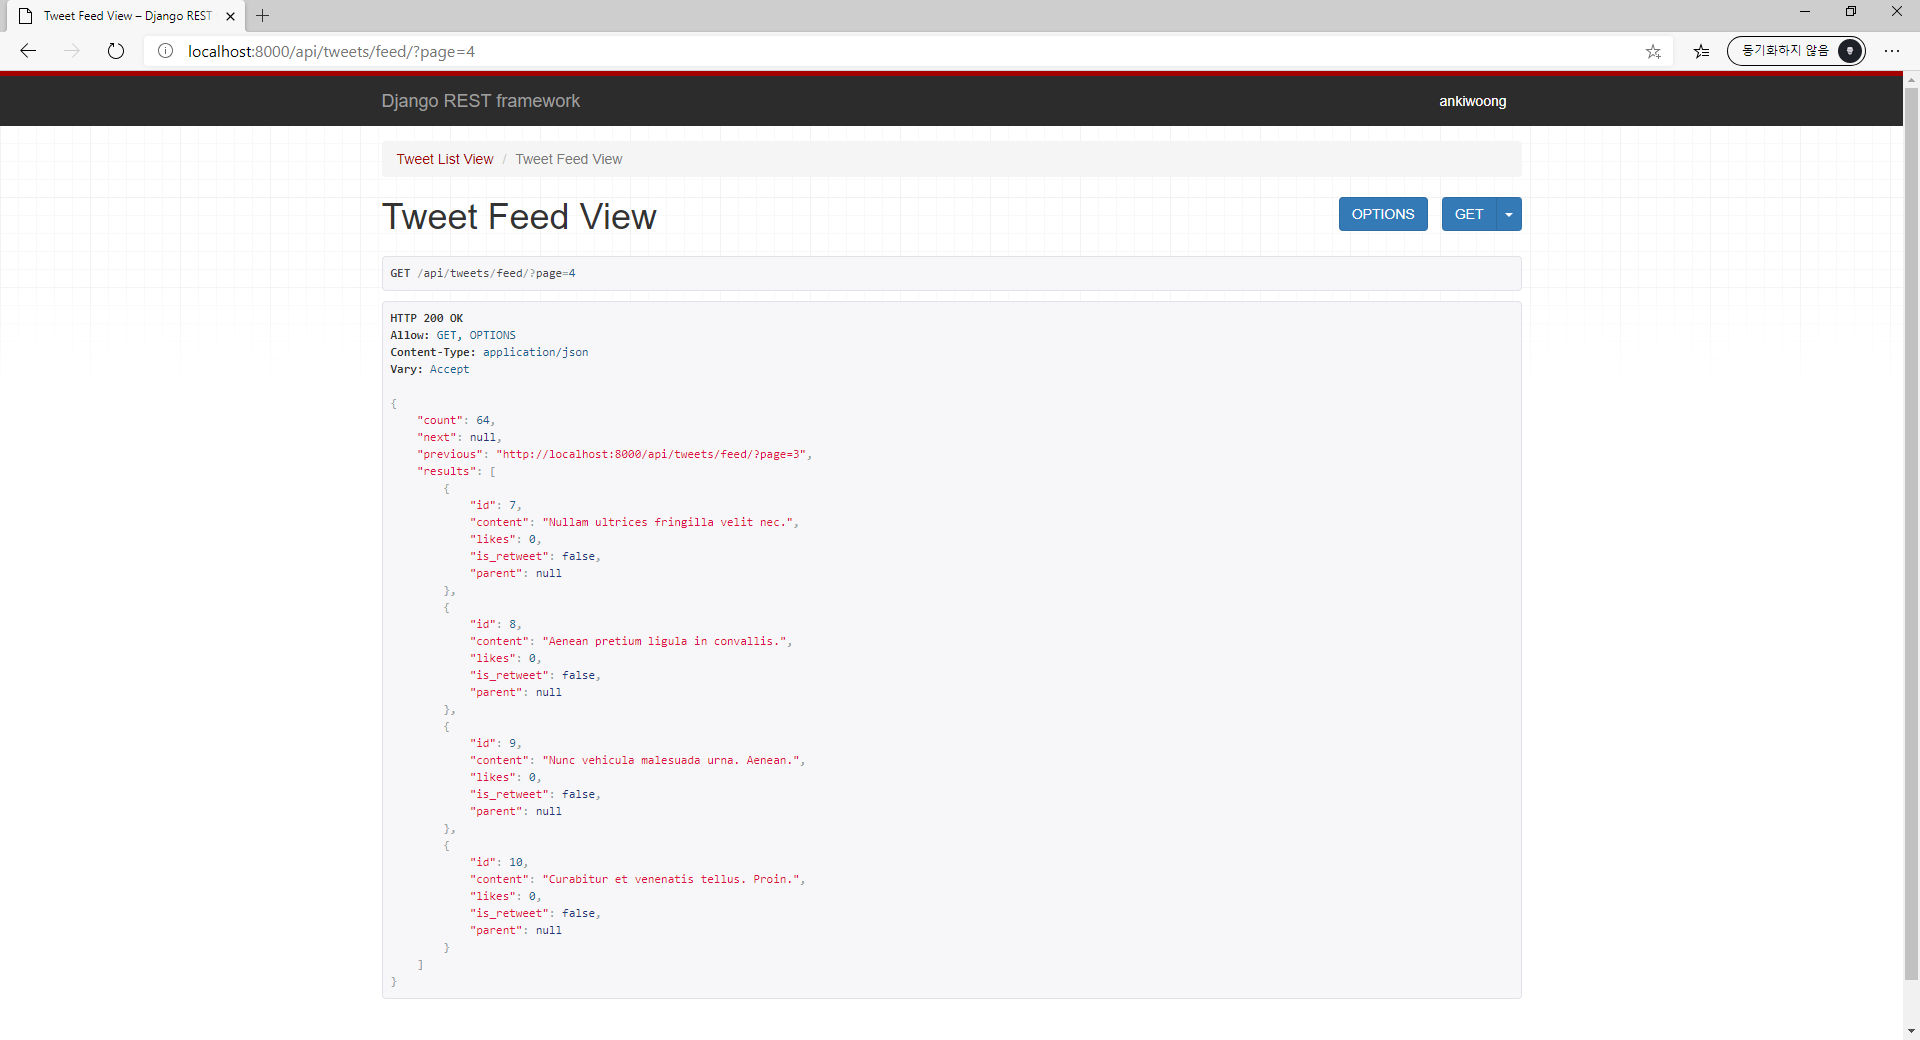 Tweet Feed View – Django REST
localhost:8000/api/tweets/feed/?page=4
동기화하지 않음
Django REST framework
ankiwoong
Tweet List View / Tweet Feed View
Tweet Feed View
OPTIONS
GET
GET /api/tweets/feed/?page=4
HTTP 200 OK
Allow: GET, OPTIONS
Content-Type: application/json
Vary: Accept
{
    "count": 64,
    "next": null,
    "previous": "http://localhost:8000/api/tweets/feed/?page=3",
    "results": [
        {
            "id": 7,
            "content": "Nullam ultrices fringilla velit nec.",
            "likes": 0,
            "is_retweet": false,
            "parent": null
        },
        {
            "id": 8,
            "content": "Aenean pretium ligula in convallis.",
            "likes": 0,
            "is_retweet": false,
            "parent": null
        },
        {
            "id": 9,
            "content": "Nunc vehicula malesuada urna. Aenean.",
            "likes": 0,
            "is_retweet": false,
            "parent": null
        },
        {
            "id": 10,
            "content": "Curabitur et venenatis tellus. Proin.",
            "likes": 0,
            "is_retweet": false,
            "parent": null
        }
    ]
}